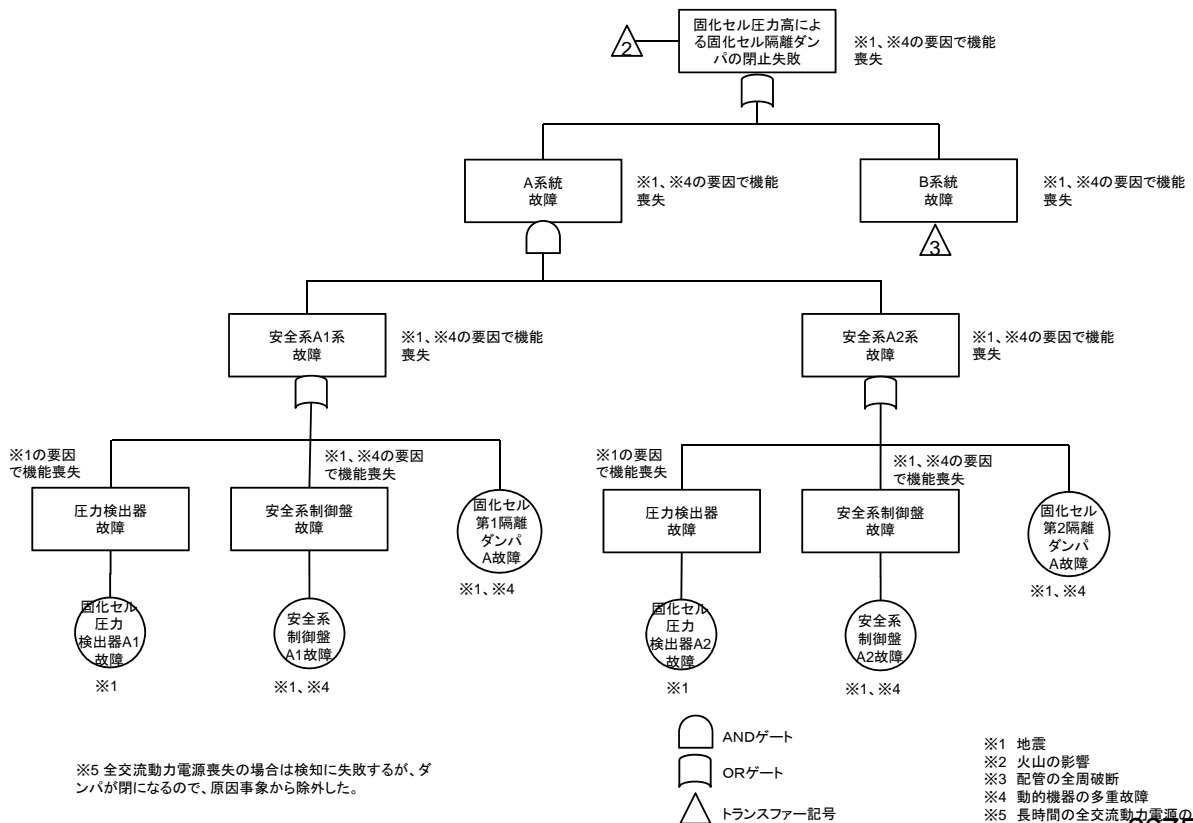 固化セル圧力高によ
る固化セル隔離ダン
パの閉止失敗
2
※1、※4の要因で機能
喪失
A系統
故障
※1、※4の要因で機能
喪失
B系統
故障
※1、※4の要因で機能
喪失
3
安全系A1系
故障
※1、※4の要因で機能
喪失
安全系A2系
故障
※1、※4の要因で機能
喪失
※1の要因
で機能喪失
※1、※4の要因
で機能喪失
圧力検出器
故障
安全系制御盤
故障
固化セル
第1隔離
ダンパ
A故障
※1、※4
固化セル
圧力
検出器A1
故障
※1
安全系
制御盤
A1故障
※1、※4
※1の要因
で機能喪失
※1、※4の要因
で機能喪失
圧力検出器
故障
安全系制御盤
故障
固化セル
第2隔離
ダンパ
A故障
※1、※4
固化セル
圧力
検出器A2
故障
※1
安全系
制御盤
A2故障
※1、※4
※5 全交流動力電源喪失の場合は検知に失敗するが、ダ
ンパが閉になるので、原因事象から除外した。
ANDゲート
ORゲート
トランスファー記号
※1 地震
※2 火山の影響
※3 配管の全周破断
※4 動的機器の多重故障
※5 長時間の全交流動力電源の